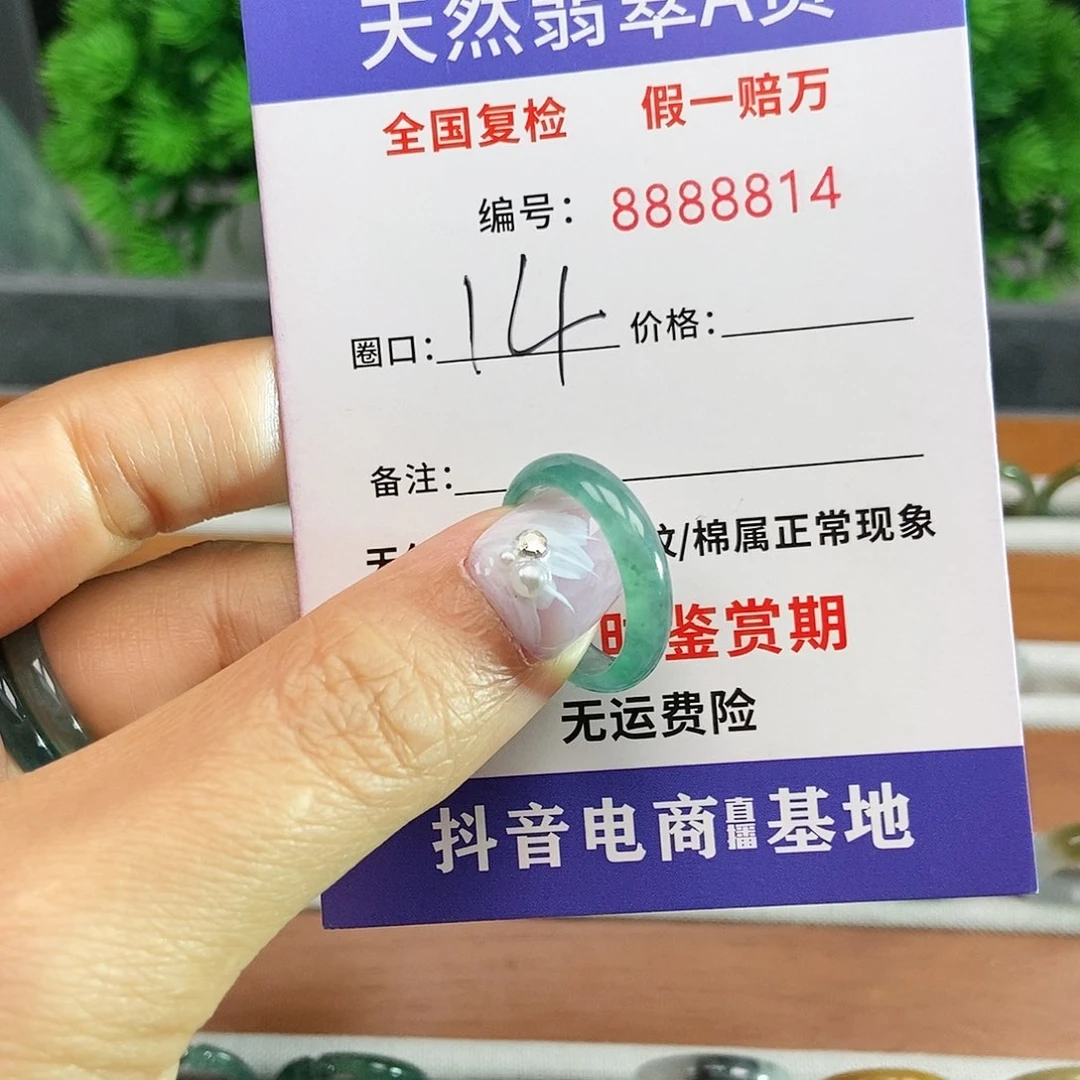 天然翡翠A货
全国复检 假一赔万
编号：8888814
圈口：14 价格：
备注：
纹/棉属正常现象
时鉴赏期
无运费险
抖音电商直播基地